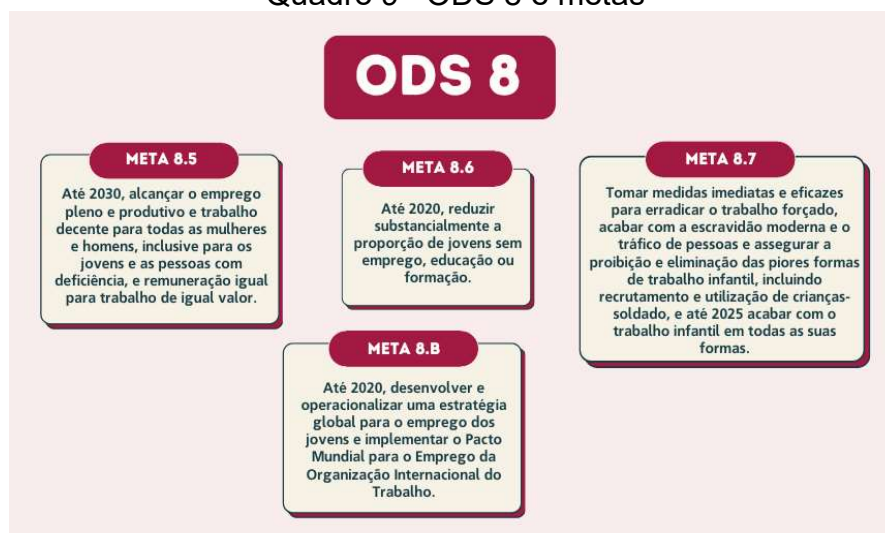 ODS 8
META 8.5
Até 2030, alcançar o emprego
pleno e produtivo e trabalho
decente para todas as mulheres
e homens, inclusive para os
jovens e as pessoas com
deficiência, e remuneração igual
para trabalho de igual valor.
META 8.6
Até 2020, reduzir
substancialmente a
proporção de jovens sem
emprego, educação ou
formação.
META 8.7
Tomar medidas imediatas e eficazes
para erradicar o trabalho forçado,
acabar com a escravidão moderna e o
tráfico de pessoas e assegurar a
proibição e eliminação das piores formas
de trabalho infantil, incluindo
recrutamento e utilização de crianças-
soldado, e até 2025 acabar com o
trabalho infantil em todas as suas
formas.
META 8.B
Até 2020, desenvolver e
operacionalizar uma estratégia
global para o emprego dos
jovens e implementar o Pacto
Mundial para o Emprego da
Organização Internacional do
Trabalho.